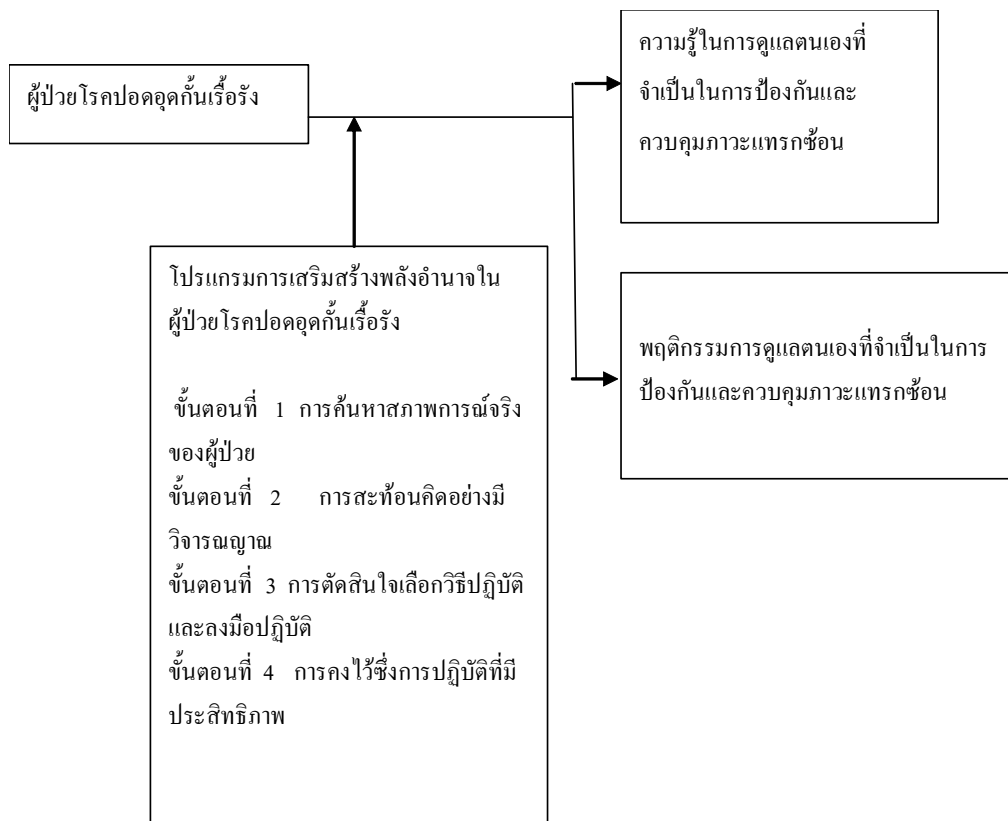 ผู้ป่วยโรคปอดอุดกั้นเรื้อรัง
ความรู้ในการดูแลตนเองที่
จำเป็นในการป้องกันและ
ควบคุมภาวะแทรกซ้อน
โปรแกรมการเสริมสร้างพลังอำนาจใน
ผู้ป่วยโรคปอดอุดกั้นเรื้อรัง
ขั้นตอนที่ 1 การค้นหาสภาพการณ์จริง
ของผู้ป่วย
ขั้นตอนที่ 2 การสะท้อนคิดอย่างมี
วิจารณญาณ
ขั้นตอนที่ 3 การตัดสินใจเลือกวิธีปฏิบัติ
และลงมือปฏิบัติ
ขั้นตอนที่ 4 การคงไว้ซึ่งการปฏิบัติที่มี
ประสิทธิภาพ
พฤติกรรมการดูแลตนเองที่จำเป็นในการ
ป้องกันและควบคุมภาวะแทรกซ้อน